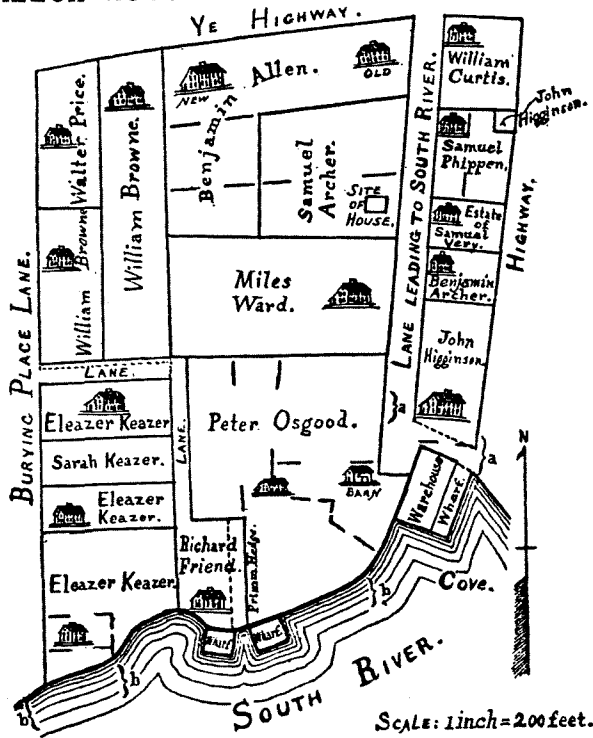 YE HIGHWAY.
NEW
Benjamin Allen.
OLD
William
Curtis.
John
Higginson.
Walter Price.
William Browne.
Samuel
Archer.
SITE
OF
HOUSE.
Samuel
Phippen.
Estate
of
Samuel
Very.
Benjamin
Archer.
John
Higginson
HIGHWAY.
LANE LEADING TO SOUTH RIVER.
William Browne
Miles
Ward.
BURYING PLACE LANE.
LANE.
LANE.
Eleazer Keazer
Sarah Keazer.
Eleazer
Keazer.
Eleazer Keazer
Peter Osgood.
BARN
Richard
Friend.
Prison Hedge.
Warehouse
Wharf.
Wharf
Wharf
a
a
b
b
b
Cove.
SOUTH RIVER.
N
SCALE: 1 inch=200 feet.